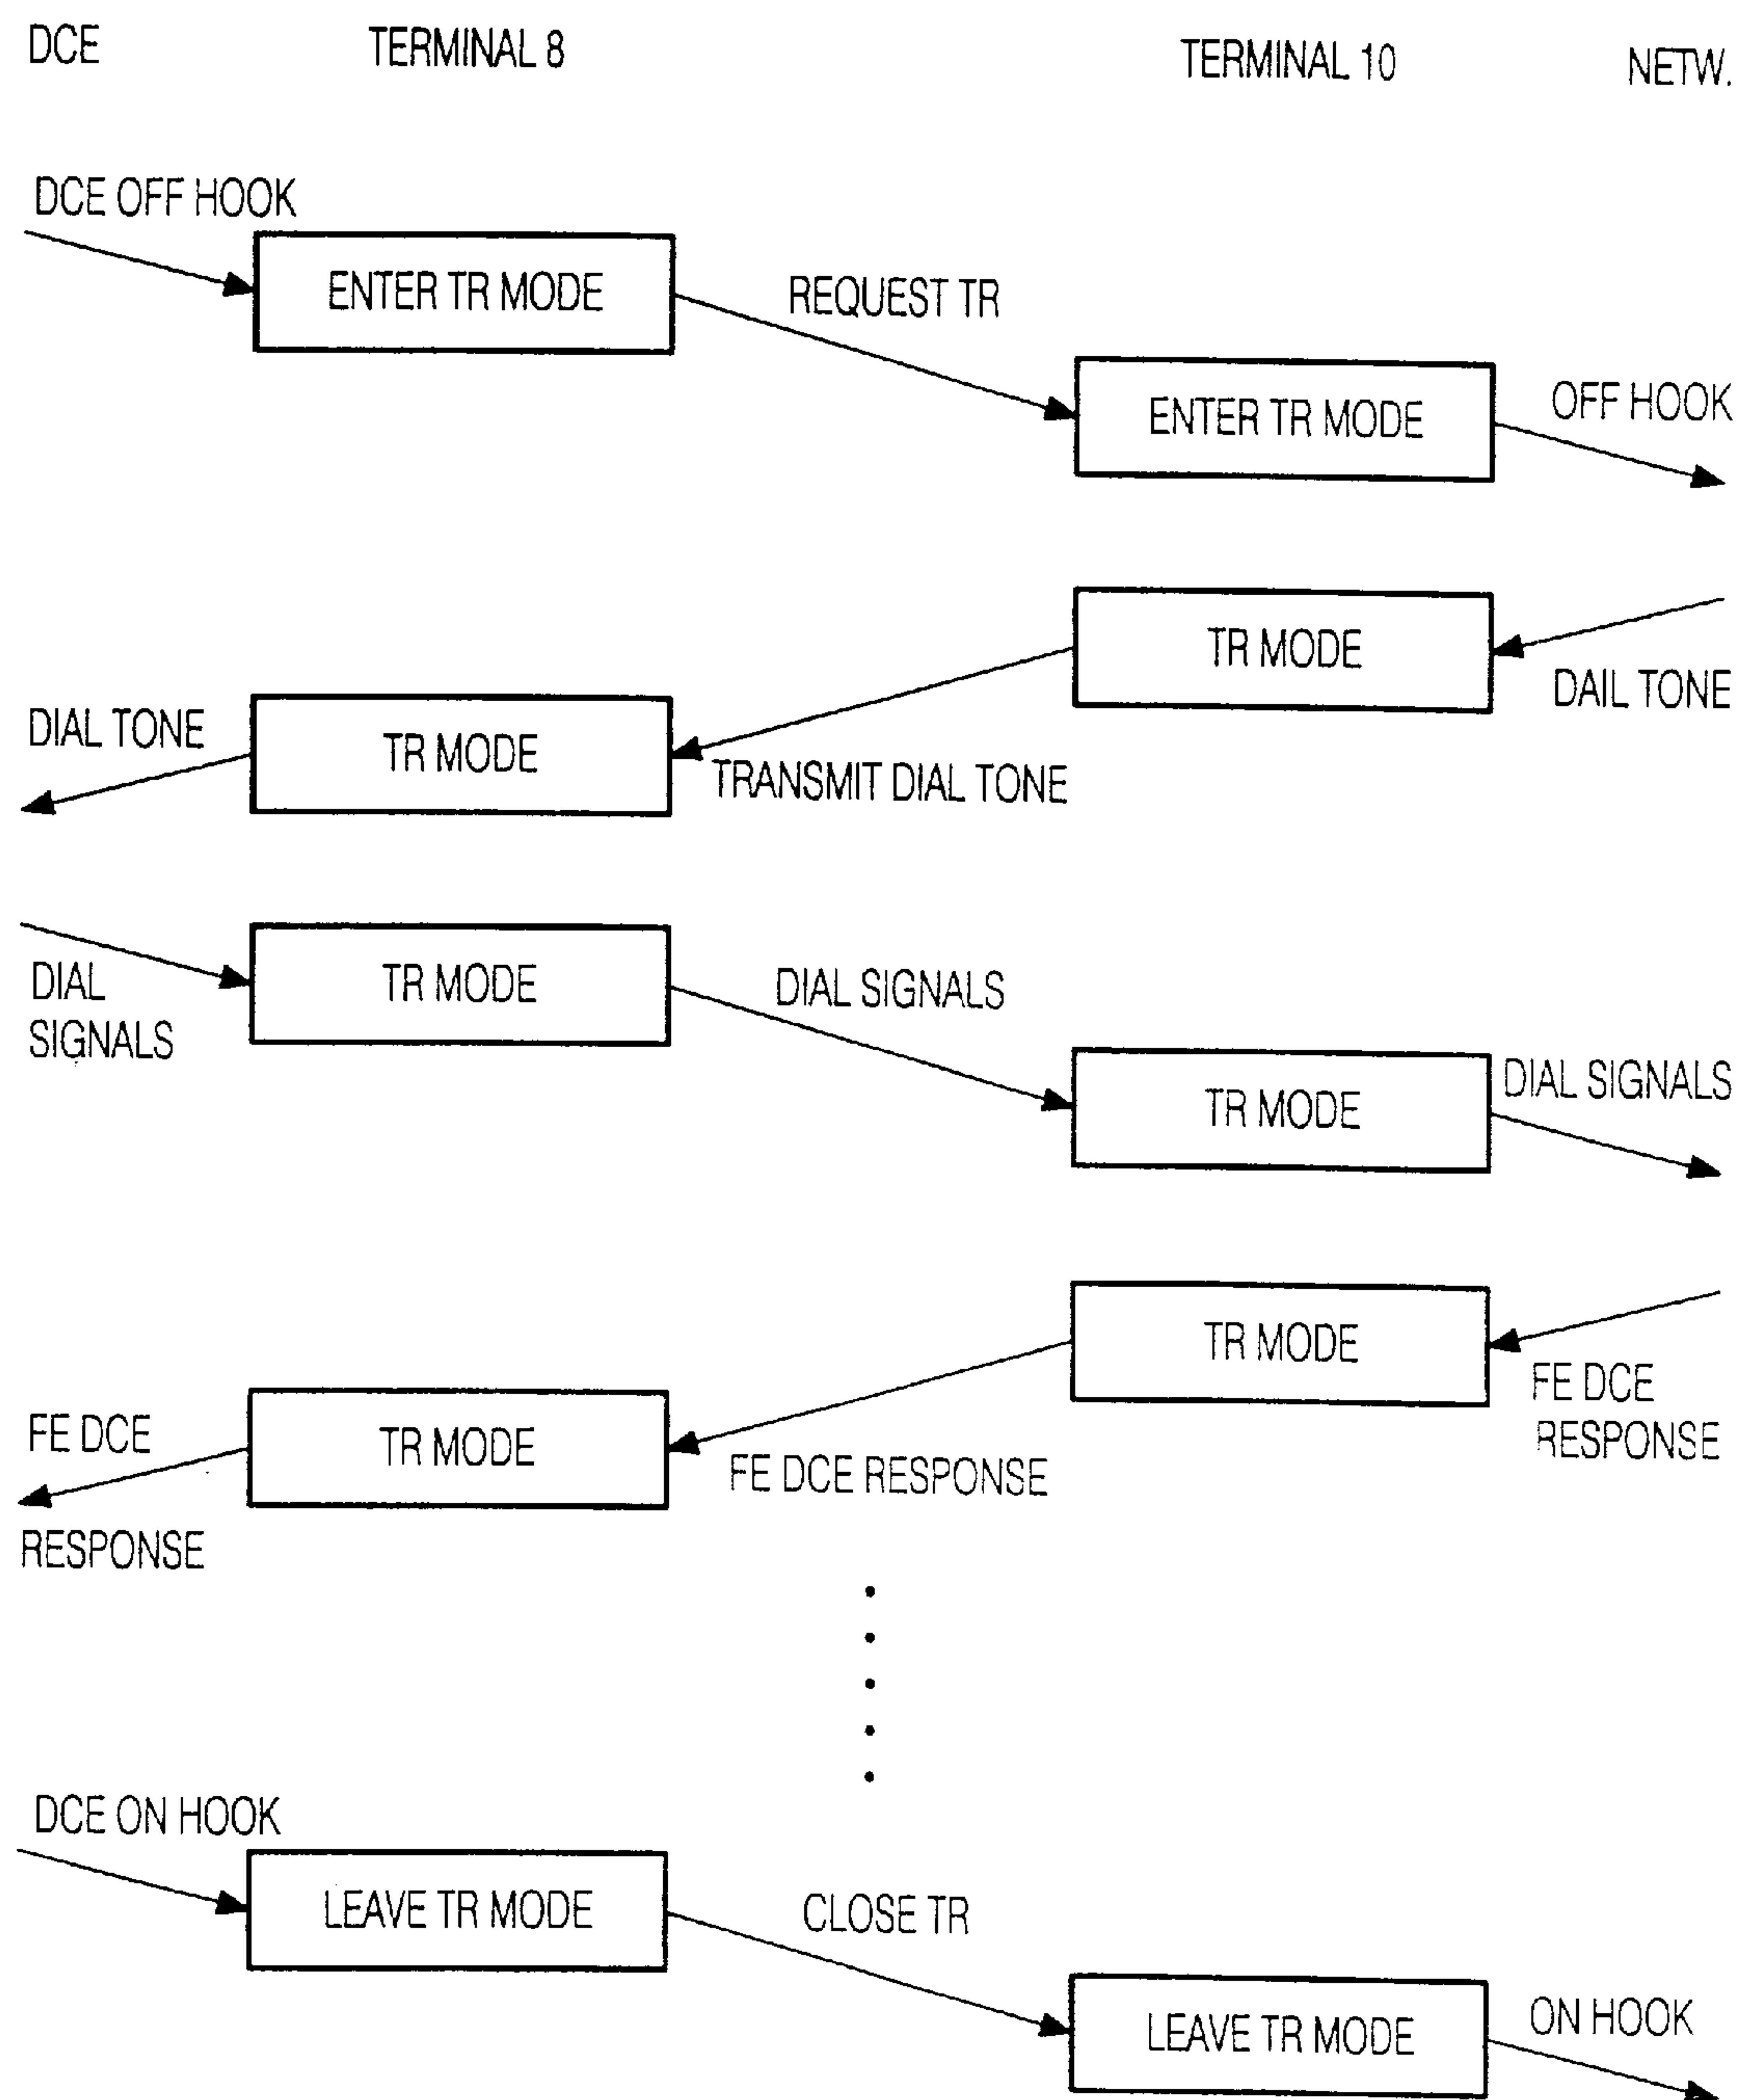 DCE
TERMINAL 8
TERMINAL 10
NETW.
DCE OFF HOOK
ENTER TR MODE
REQUEST TR
ENTER TR MODE
OFF HOOK
TR MODE
DAIL TONE
DIAL TONE
TR MODE
TRANSMIT DIAL TONE
DIAL
SIGNALS
TR MODE
DIAL SIGNALS
TR MODE
DIAL SIGNALS
TR MODE
FE DCE
RESPONSE
FE DCE
RESPONSE
TR MODE
FE DCE RESPONSE
DCE ON HOOK
LEAVE TR MODE
CLOSE TR
LEAVE TR MODE
ON HOOK